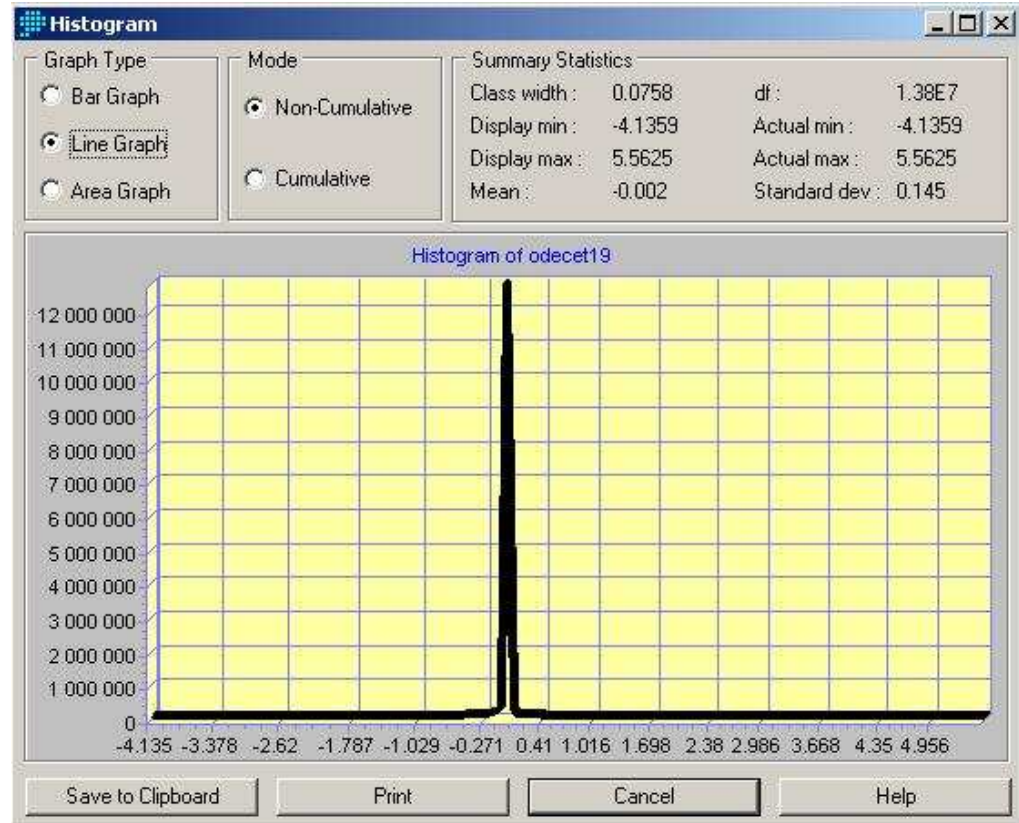 Histogram
Graph Type
Bar Graph
Line Graph
Area Graph
Mode
Non-Cumulative
Cumulative
Summary Statistics
Class width : 0.0758 df : 1.38E7
Display min : -4.1359 Actual min : -4.1359
Display max : 5.5625 Actual max : 5.5625
Mean : -0.002 Standard dev : 0.145
Histogram of odecet19
12 000 000
11 000 000
10 000 000
9 000 000
8 000 000
7 000 000
6 000 000
5 000 000
4 000 000
3 000 000
2 000 000
1 000 000
0
-4.135 -3.378 -2.62 -1.787 -1.029 -0.271 0.41 1.016 1.698 2.38 2.986 3.668 4.35 4.956
Save to Clipboard Print Cancel Help